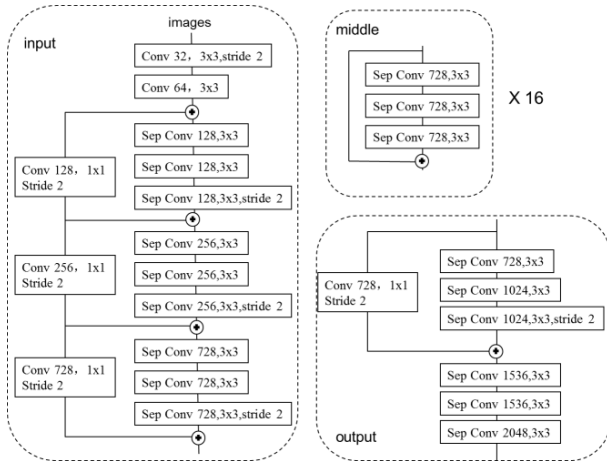 images
input
Conv 32， 3x3,stride 2
Conv 64， 3x3
Sep Conv 128,3x3
Sep Conv 128,3x3
Sep Conv 128,3x3,stride 2
Conv 128， 1x1
Stride 2
Sep Conv 256,3x3
Sep Conv 256,3x3
Sep Conv 256,3x3,stride 2
Conv 256， 1x1
Stride 2
Sep Conv 728,3x3
Sep Conv 728,3x3
Sep Conv 728,3x3,stride 2
Conv 728， 1x1
Stride 2
middle
Sep Conv 728,3x3
Sep Conv 728,3x3
Sep Conv 728,3x3
X 16
Sep Conv 728,3x3
Sep Conv 1024,3x3
Sep Conv 1024,3x3,stride 2
Conv 728， 1x1
Stride 2
Sep Conv 1536,3x3
Sep Conv 1536,3x3
Sep Conv 2048,3x3
output